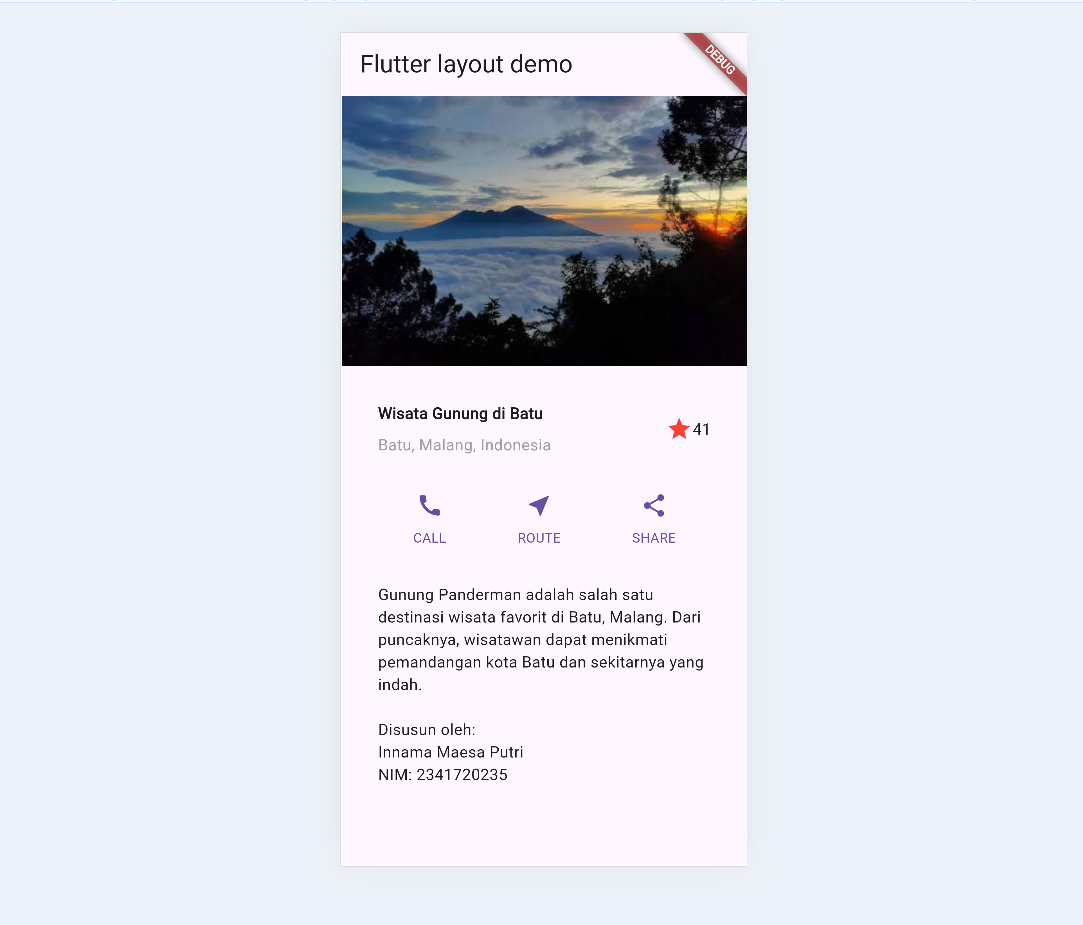 Flutter layout demo
DEBUG
Wisata Gunung di Batu
Batu, Malang, Indonesia
41
CALL
ROUTE
SHARE
Gunung Panderman adalah salah satu
destinasi wisata favorit di Batu, Malang. Dari
puncaknya, wisatawan dapat menikmati
pemandangan kota Batu dan sekitarnya yang
indah.
Disusun oleh:
Innama Maesa Putri
NIM: 2341720235